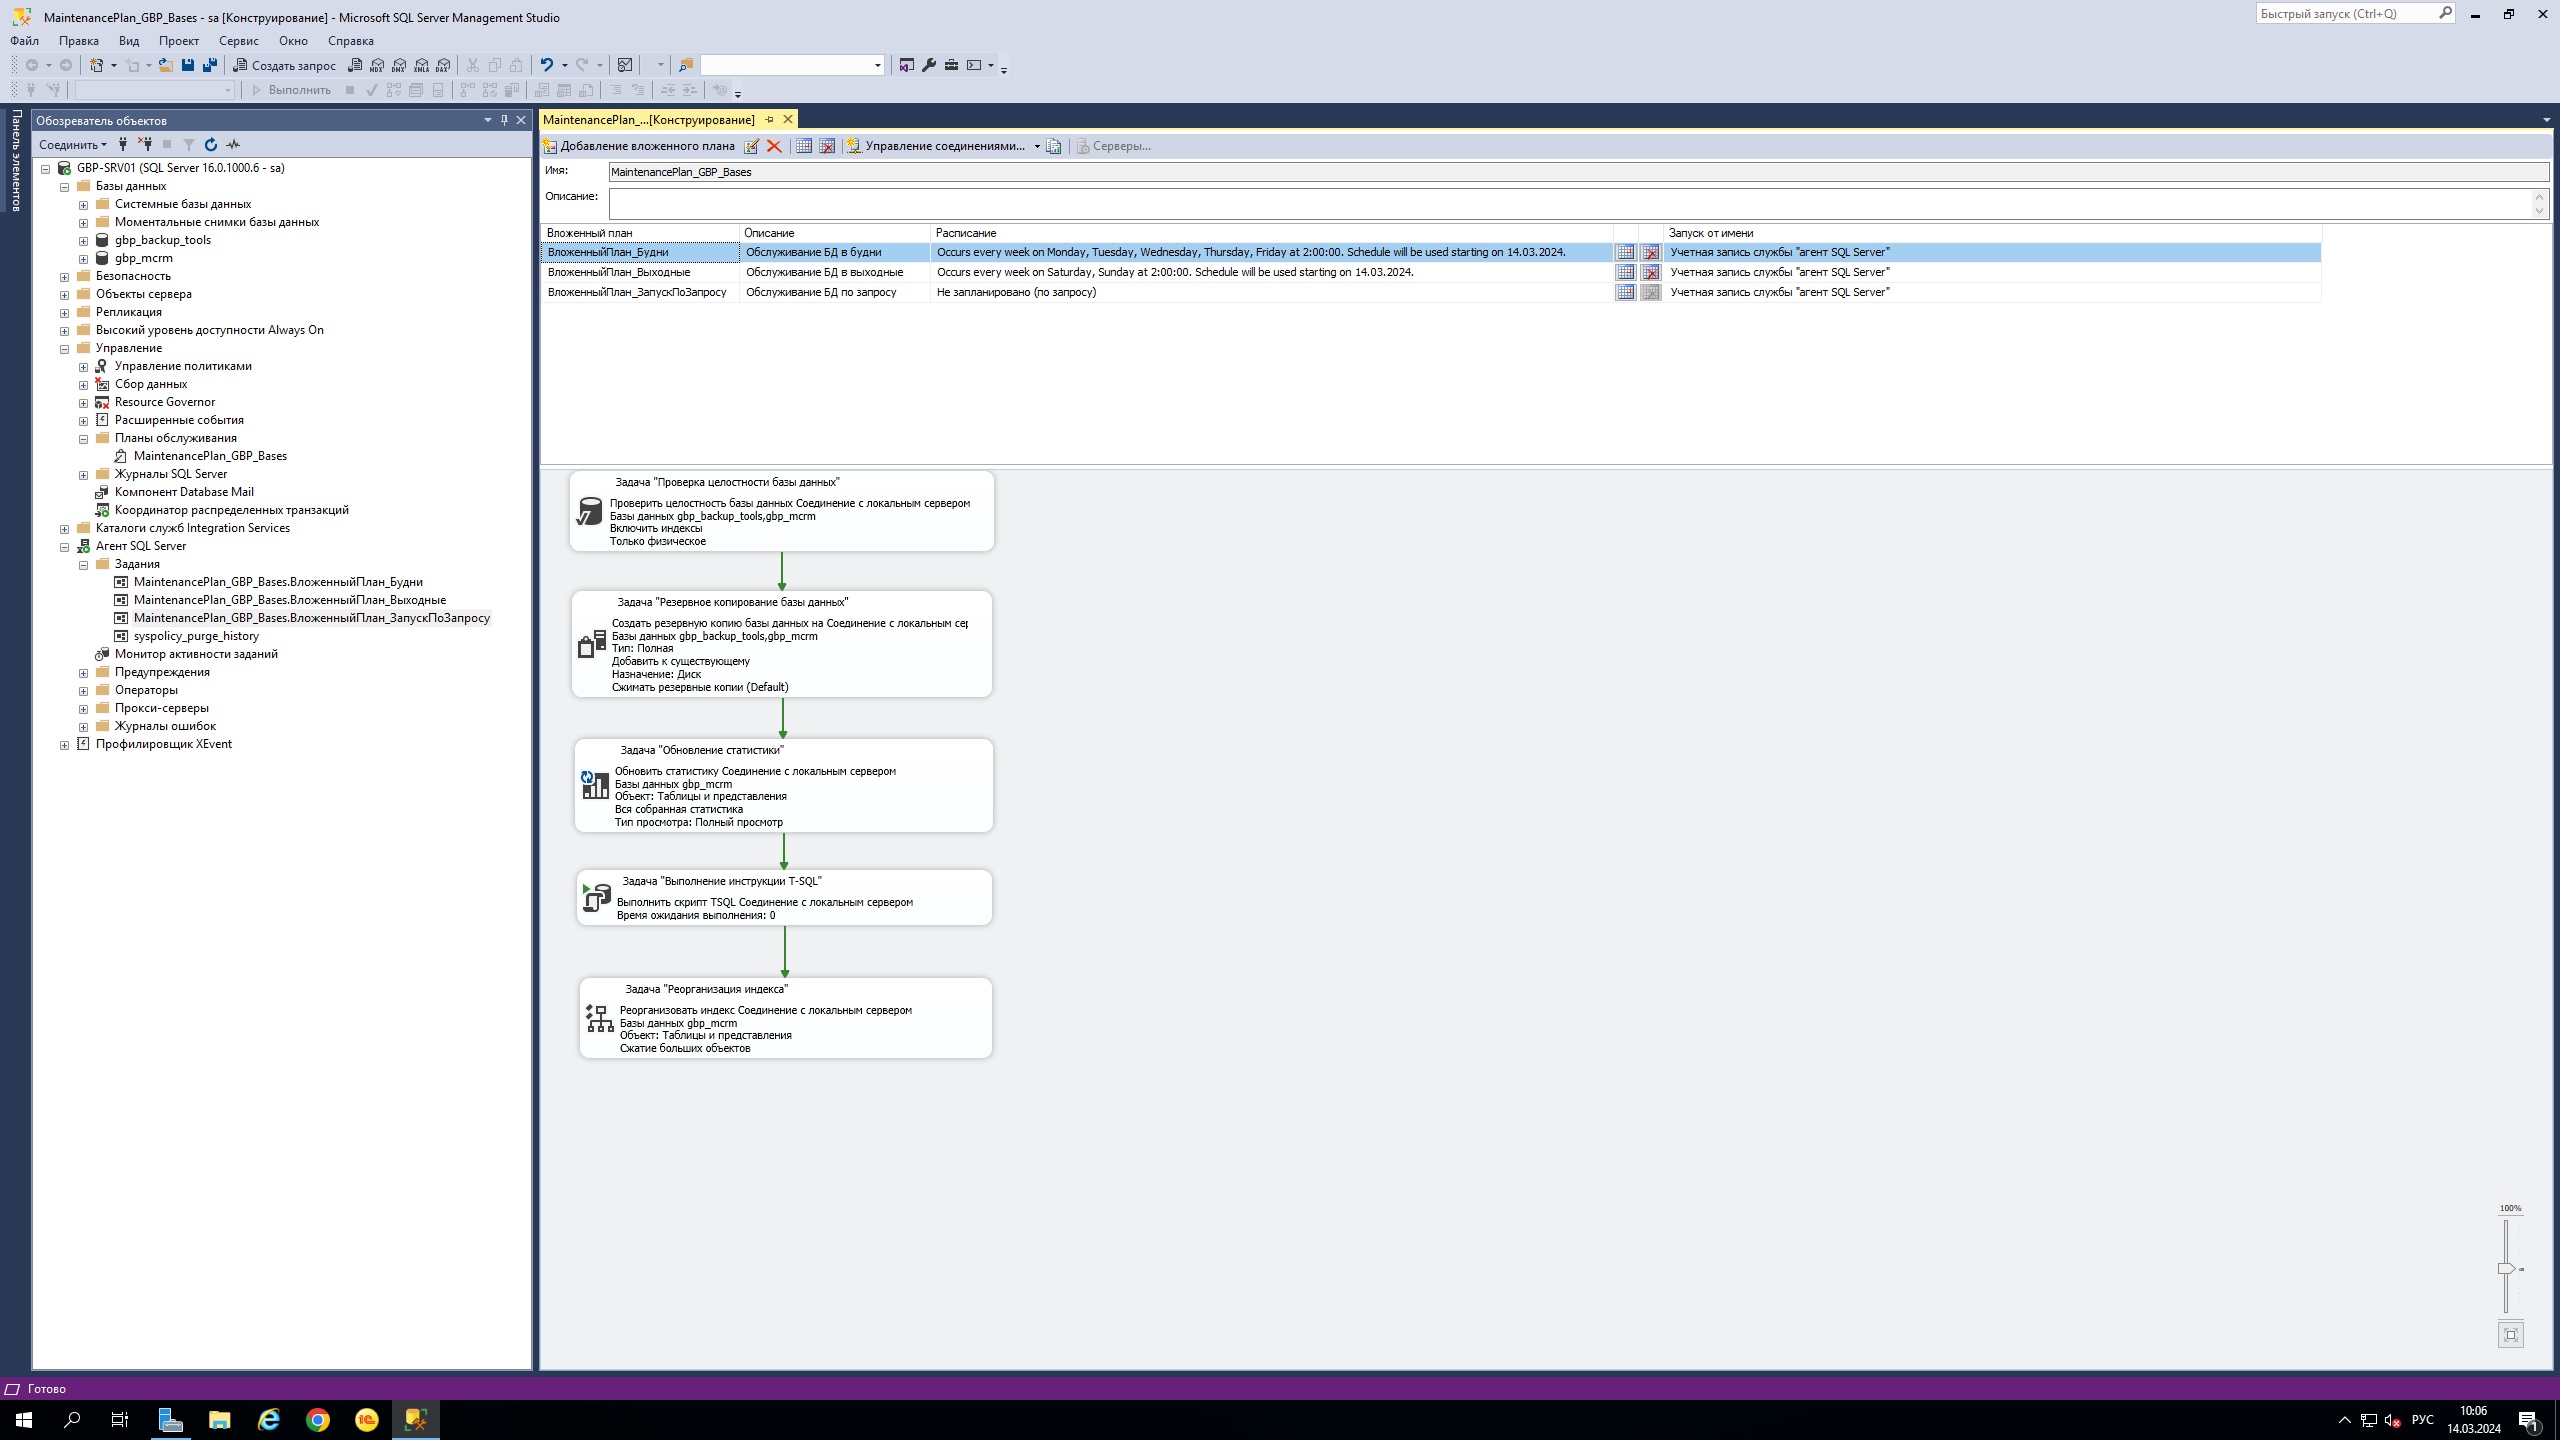 MaintenancePlan_GBP_Bases - sa [Конструирование] - Microsoft SQL Server Management Studio
Быстрый запуск (Ctrl+Q)
Файл Правка Вид Проект Сервис Окно Справка
Создать запрос
MDX DMX XMLA DAX
Выполнить
Панель элементов
Обозреватель объектов
Соединить
GBP-SRV01 (SQL Server 16.0.1000.6 - sa)
Базы данных
Системные базы данных
Моментальные снимки базы данных
gbp_backup_tools
gbp_mcrm
Безопасность
Объекты сервера
Репликация
Высокий уровень доступности Always On
Управление
Управление политиками
Сбор данных
Resource Governor
Расширенные события
Планы обслуживания
MaintenancePlan_GBP_Bases
Журналы SQL Server
Компонент Database Mail
Координатор распределенных транзакций
Каталоги служб Integration Services
Агент SQL Server
Задания
MaintenancePlan_GBP_Bases.ВложенныйПлан_Будни
MaintenancePlan_GBP_Bases.ВложенныйПлан_Выходные
MaintenancePlan_GBP_Bases.ВложенныйПлан_ЗапускПоЗапросу
syspolicy_purge_history
Монитор активности заданий
Предупреждения
Операторы
Прокси-серверы
Журналы ошибок
Профилировщик XEvent
MaintenancePlan_...[Конструирование]
Добавление вложенного плана
Управление соединениями...
Серверы...
Имя: MaintenancePlan_GBP_Bases
Описание:
Вложенный план Описание Расписание Запуск от имени
ВложенныйПлан_Будни Обслуживание БД в будни Occurs every week on Monday, Tuesday, Wednesday, Thursday, Friday at 2:00:00. Schedule will be used starting on 14.03.2024. Учетная запись службы "агент SQL Server"
ВложенныйПлан_Выходные Обслуживание БД в выходные Occurs every week on Saturday, Sunday at 2:00:00. Schedule will be used starting on 14.03.2024. Учетная запись службы "агент SQL Server"
ВложенныйПлан_ЗапускПоЗапросу Обслуживание БД по запросу Не запланировано (по запросу) Учетная запись службы "агент SQL Server"
Задача "Проверка целостности базы данных"
Проверить целостность базы данных Соединение с локальным сервером
Базы данных gbp_backup_tools,gbp_mcrm
Включить индексы
Только физическое
Задача "Резервное копирование базы данных"
Создать резервную копию базы данных на Соединение с локальным сер
Базы данных gbp_backup_tools,gbp_mcrm
Тип: Полная
Добавить к существующему
Назначение: Диск
Сжимать резервные копии (Default)
Задача "Обновление статистики"
Обновить статистику Соединение с локальным сервером
Базы данных gbp_mcrm
Объект: Таблицы и представления
Вся собранная статистика
Тип просмотра: Полный просмотр
Задача "Выполнение инструкции T-SQL"
Выполнить скрипт TSQL Соединение с локальным сервером
Время ожидания выполнения: 0
Задача "Реорганизация индекса"
Реорганизовать индекс Соединение с локальным сервером
Базы данных gbp_mcrm
Объект: Таблицы и представления
Сжатие больших объектов
100%
Готово
РУС
10:06
14.03.2024
1